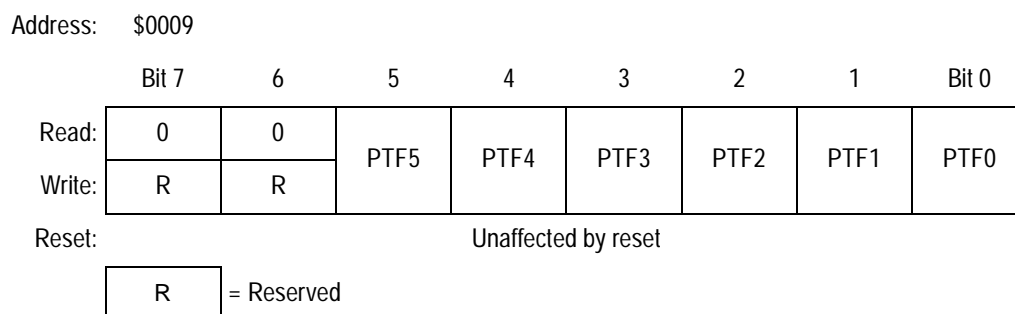 Address: $0009
Bit 7 6 5 4 3 2 1 Bit 0
Read: 0 0 PTF5 PTF4 PTF3 PTF2 PTF1 PTF0
Write: R R
Reset: Unaffected by reset
R = Reserved